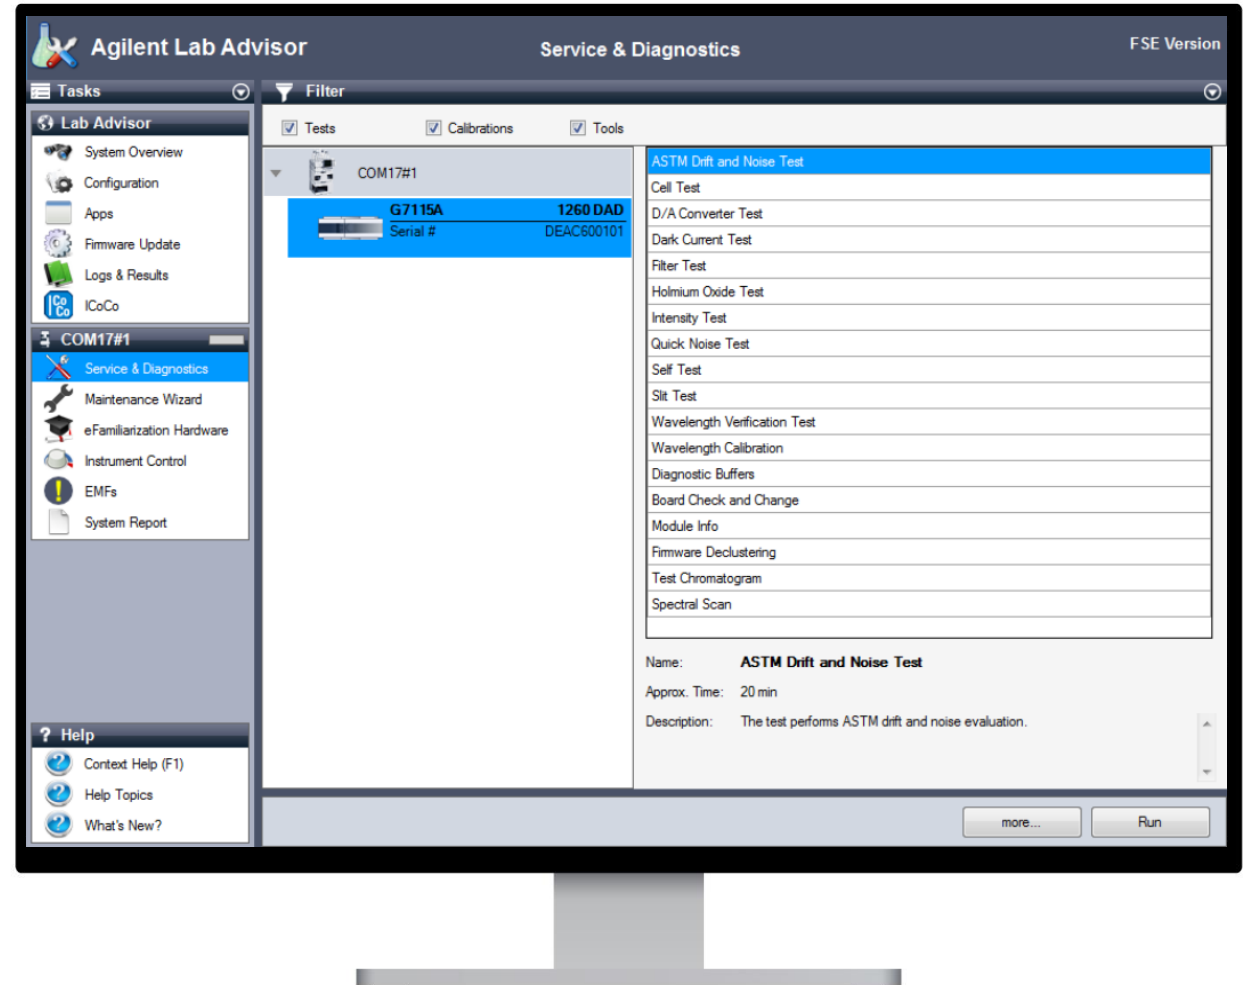 Agilent Lab Advisor
Service & Diagnostics
FSE Version
Tasks
Filter
Lab Advisor
System Overview
Configuration
Apps
Firmware Update
Logs & Results
ICoCo
COM17#1
Service & Diagnostics
Maintenance Wizard
eFamiliarization Hardware
Instrument Control
EMFs
System Report
? Help
Context Help (F1)
Help Topics
What's New?
Tests
Calibrations
Tools
COM17#1
G7115A 1260 DAD
Serial # DEAC600101
ASTM Drift and Noise Test
Cell Test
D/A Converter Test
Dark Current Test
Filter Test
Holmium Oxide Test
Intensity Test
Quick Noise Test
Self Test
Slit Test
Wavelength Verification Test
Wavelength Calibration
Diagnostic Buffers
Board Check and Change
Module Info
Firmware Declustering
Test Chromatogram
Spectral Scan
Name: ASTM Drift and Noise Test
Approx. Time: 20 min
Description: The test performs ASTM drift and noise evaluation.
more...
Run